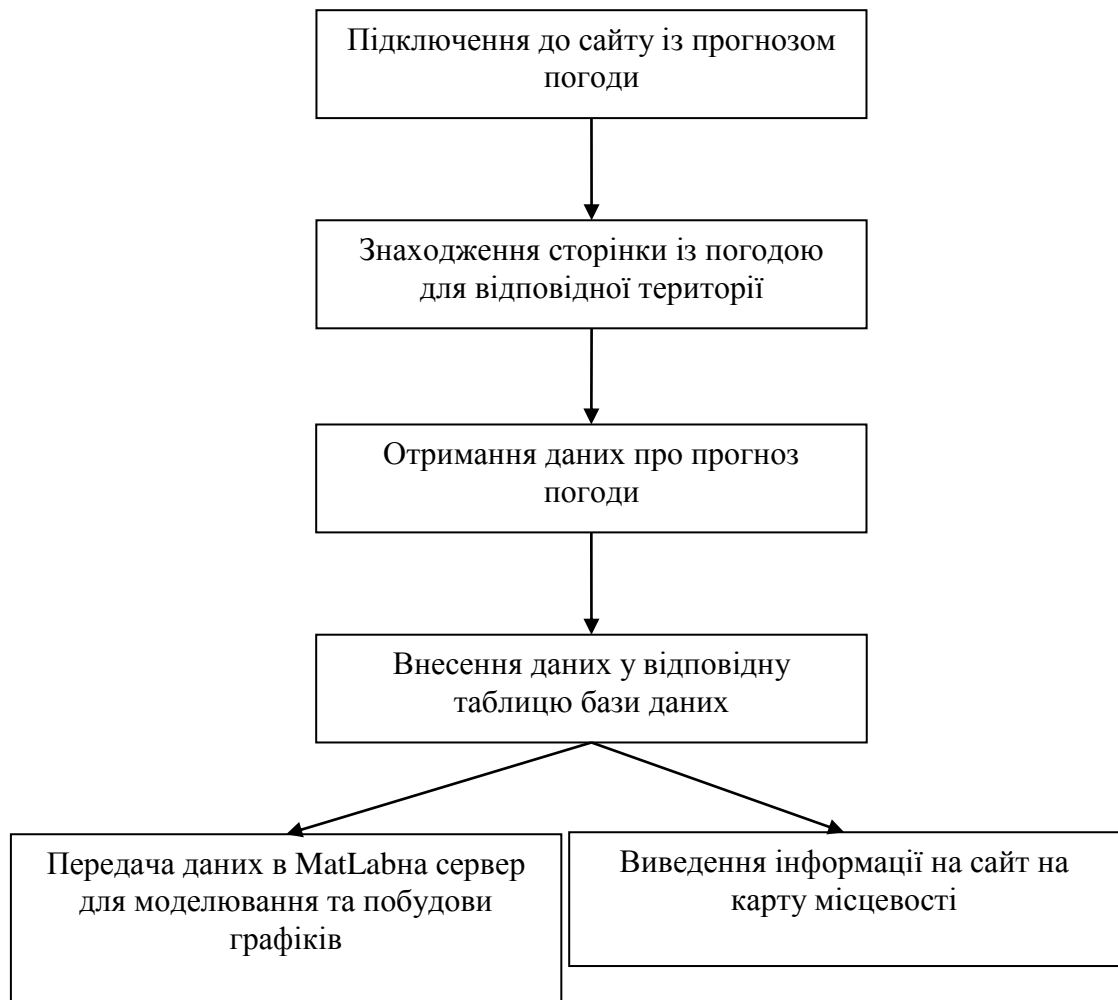 Підключення до сайту із прогнозом
погоди
Знаходження сторінки із погодою
для відповідної території
Отримання даних про прогноз
погоди
Внесення даних у відповідну
таблицю бази даних
Передача даних в MatLabна сервер
для моделювання та побудови
графіків
Виведення інформації на сайт на
карту місцевості